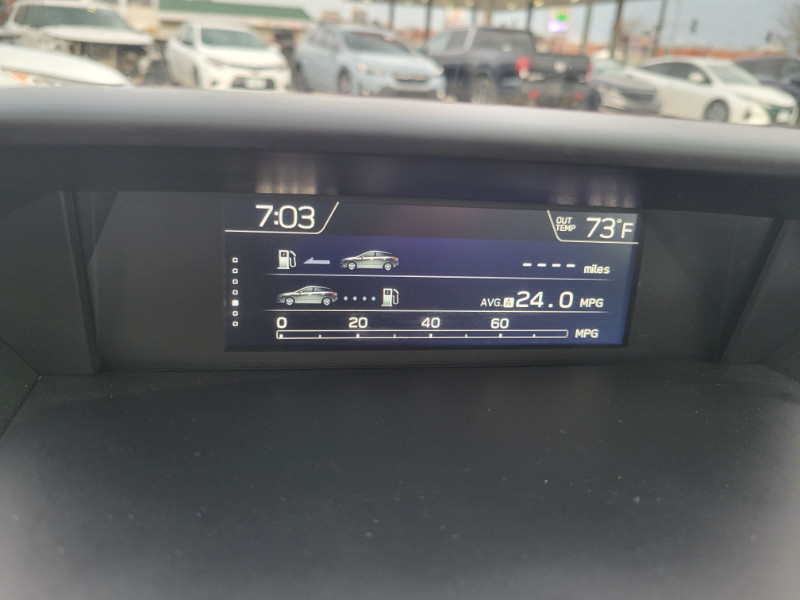 7:03
OUT TEMP 73°F
---- miles
AVG. A 24.0 MPG
0 20 40 60
MPG